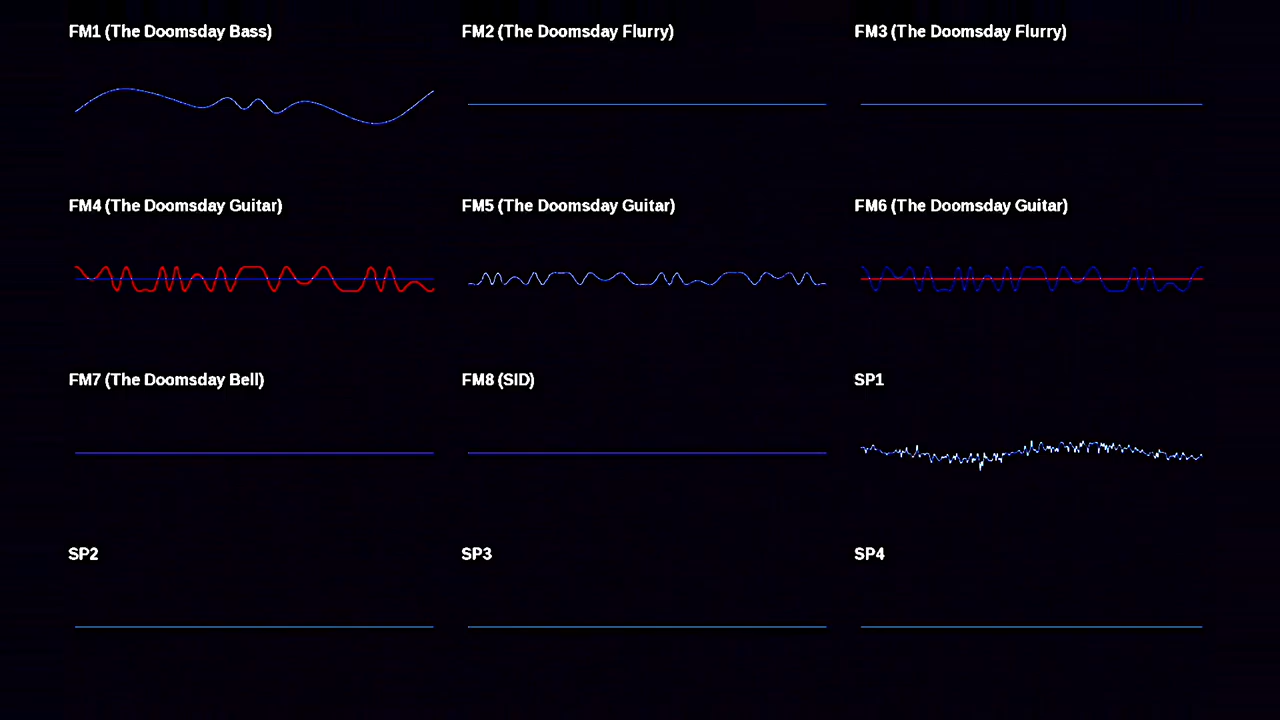 FM1 (The Doomsday Bass)
FM2 (The Doomsday Flurry)
FM3 (The Doomsday Flurry)
FM4 (The Doomsday Guitar)
FM5 (The Doomsday Guitar)
FM6 (The Doomsday Guitar)
FM7 (The Doomsday Bell)
FM8 (SID)
SP1
SP2
SP3
SP4